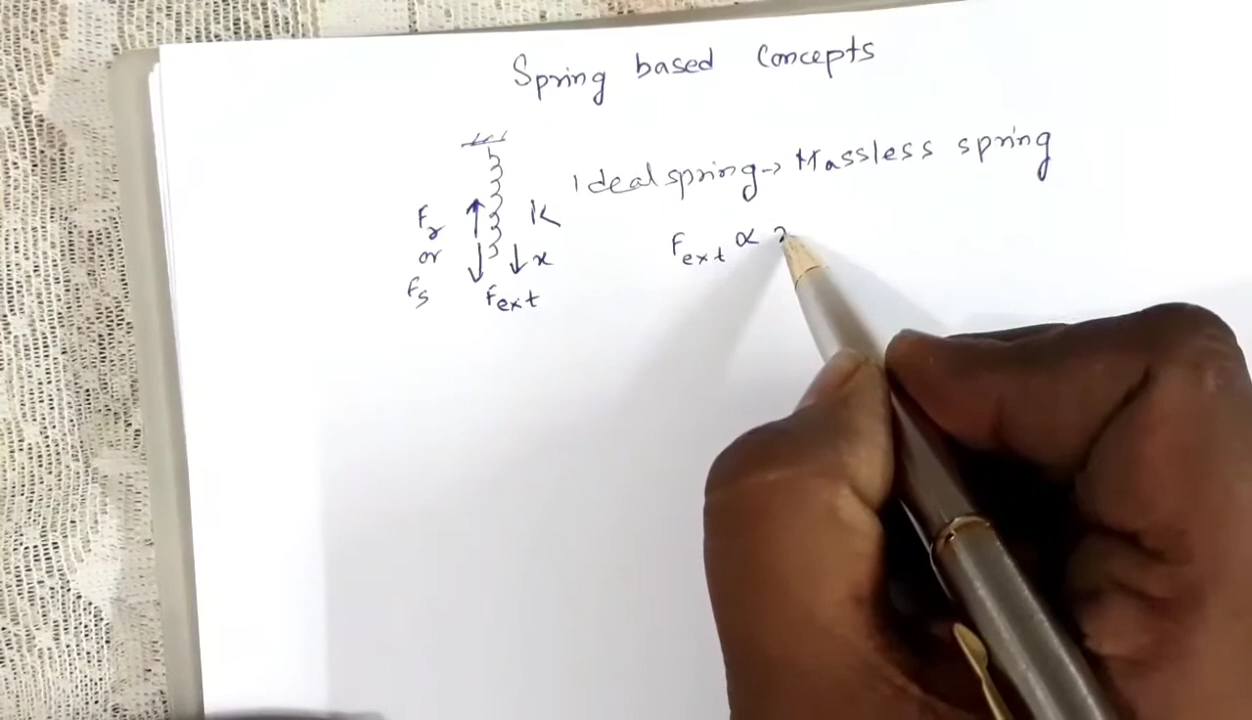 Spring based Concepts
Ideal spring → Massless spring
Fr
or
Fs
K
x
Fext
Fext ∝